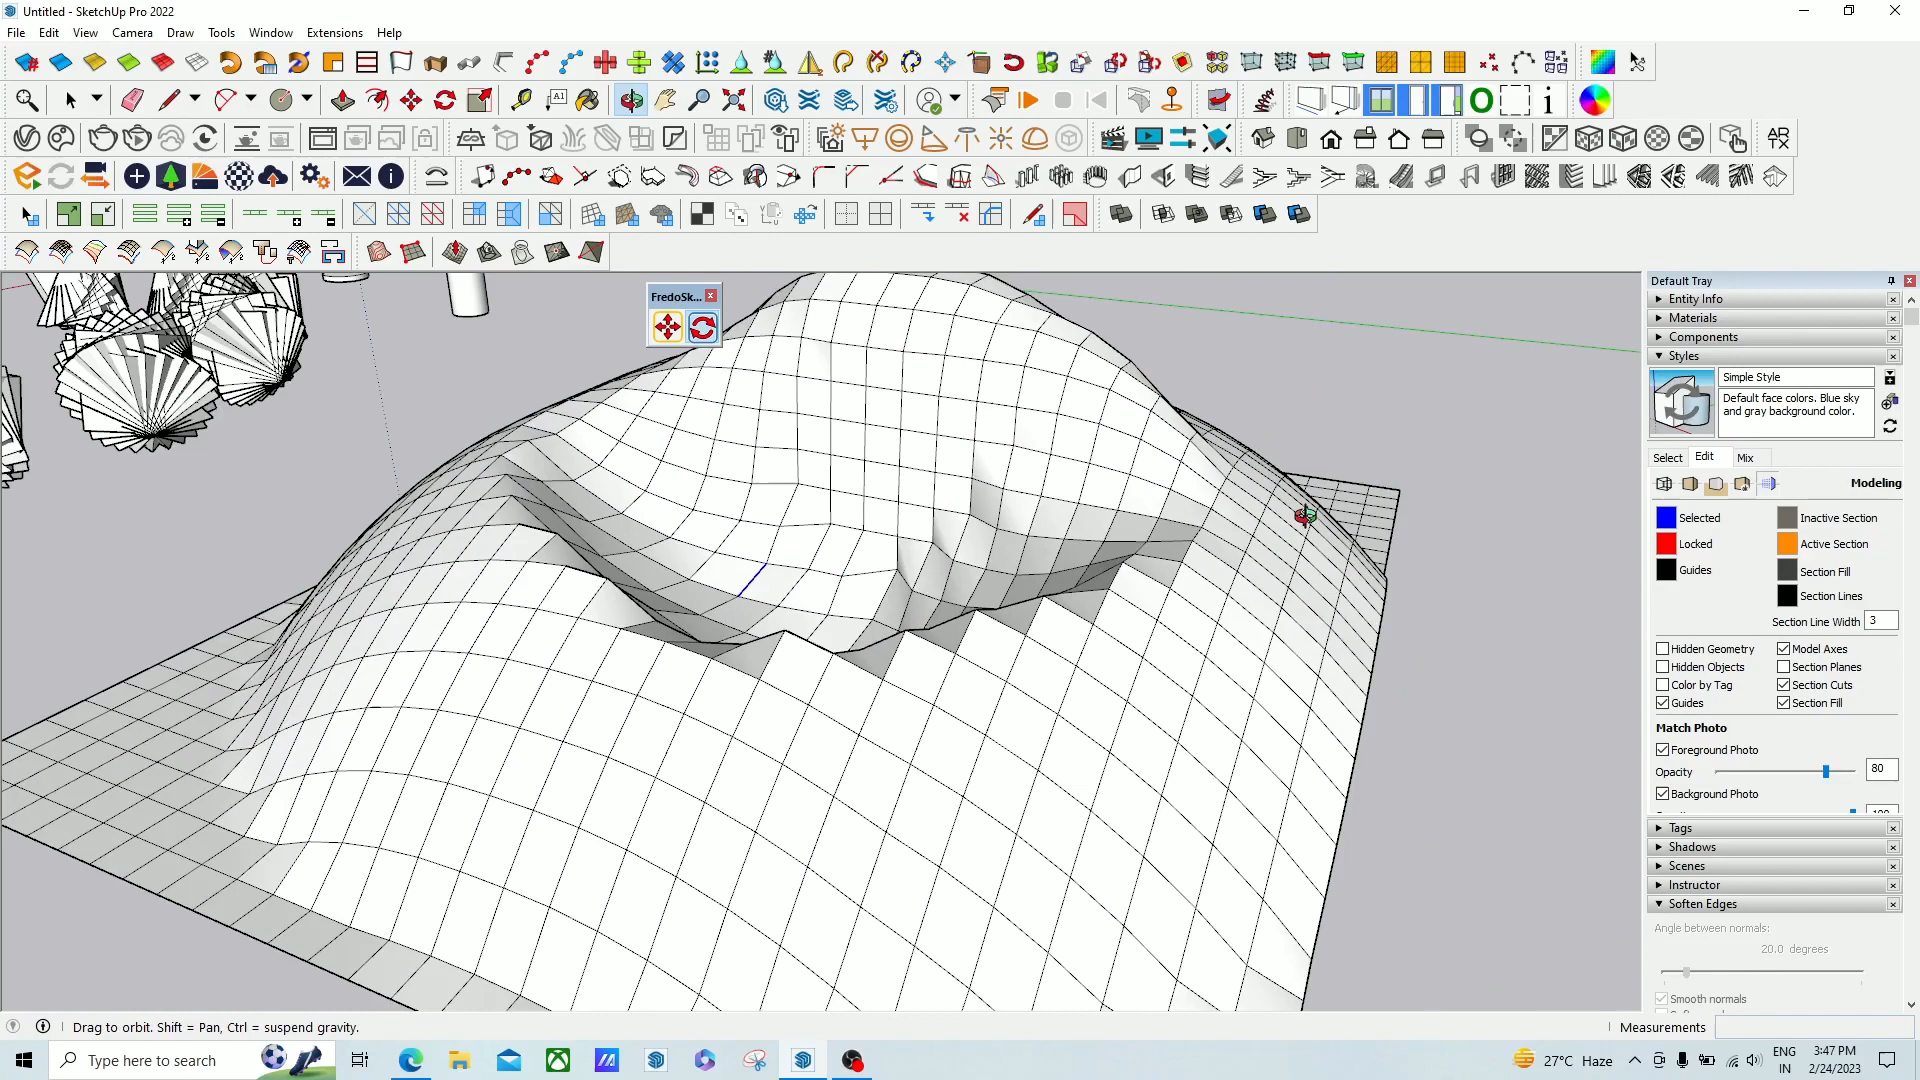 Untitled - SketchUp Pro 2022
File Edit View Camera Draw Tools Window Extensions Help
A1
AR
FredoSk...
Default Tray
Entity Info
Materials
Components
Styles
Simple Style
Default face colors. Blue sky
and gray background color.
Select Edit Mix
Modeling
Selected Inactive Section
Locked Active Section
Guides Section Fill
Section Lines
Section Line Width 3
Hidden Geometry Model Axes
Hidden Objects Section Planes
Color by Tag Section Cuts
Guides Section Fill
Match Photo
Foreground Photo
Opacity 80
Background Photo
Tags
Shadows
Scenes
Instructor
Soften Edges
Angle between normals:
20.0 degrees
Smooth normals
Drag to orbit. Shift = Pan, Ctrl = suspend gravity.
Measurements
Type here to search
27°C Haze
ENG
IN
3:47 PM
2/24/2023